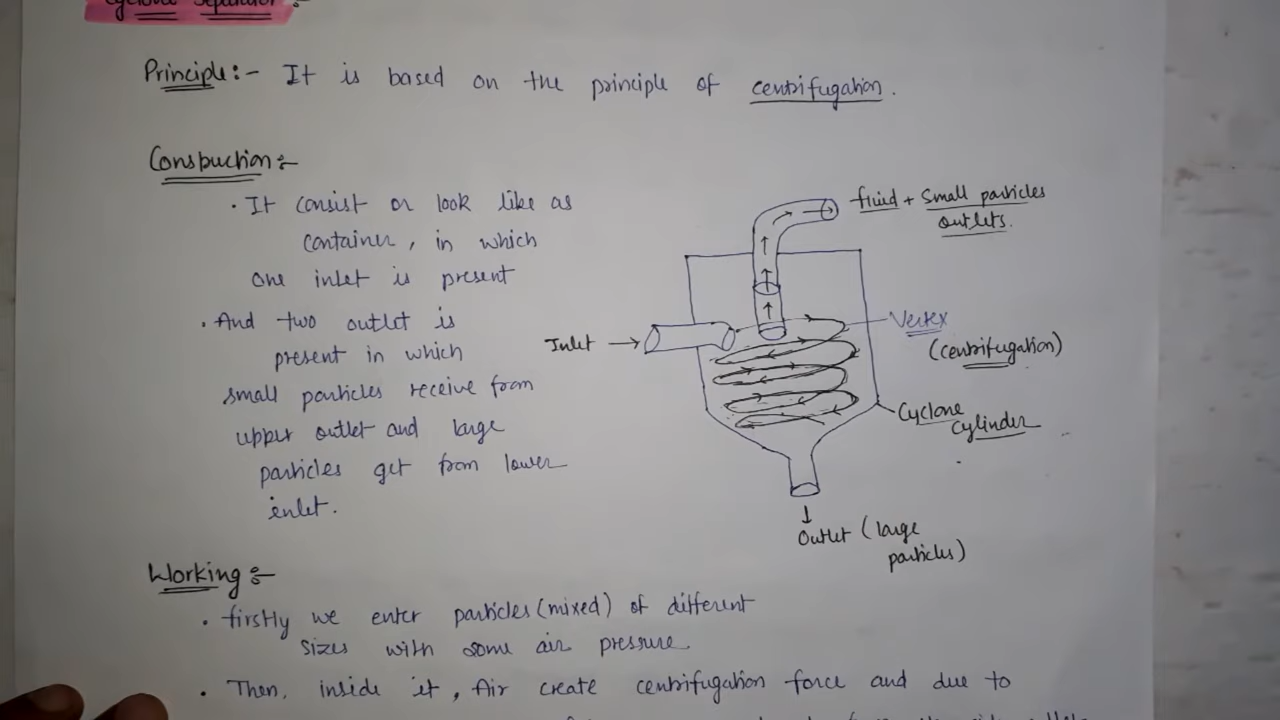 Cyclone Separator :-
Principle:- It is based on the principle of centrifugation.
Construction:-
· It consist or look like as
container, in which
one inlet is present
· And two outlet is
present in which
small particles receive from
upper outlet and large
particles get from lower
inlet.
fluid + Small particles
outlets.
Inlet →
Vertex
(centrifugation)
Cyclone
cylinder
Outlet (large
particles)
Working:-
· firstly we enter particles (mixed) of different
sizes with some air pressure.
· Then, inside it, Air create centrifugation force and due to